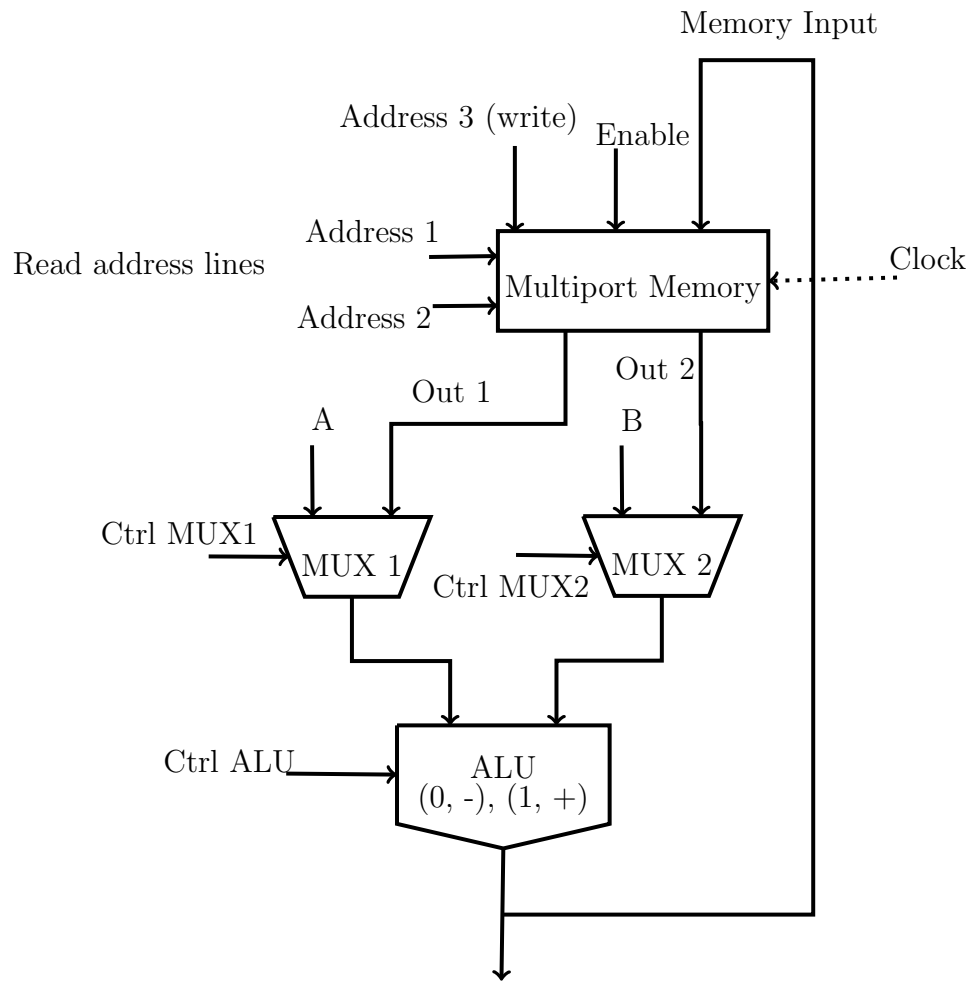 Memory Input
Address 3 (write)
Enable
Address 1
Read address lines
Clock
Multiport Memory
Address 2
Out 2
Out 1
A
B
Ctrl MUX1
MUX 1
MUX 2
Ctrl MUX2
Ctrl ALU
ALU
(0, -), (1, +)